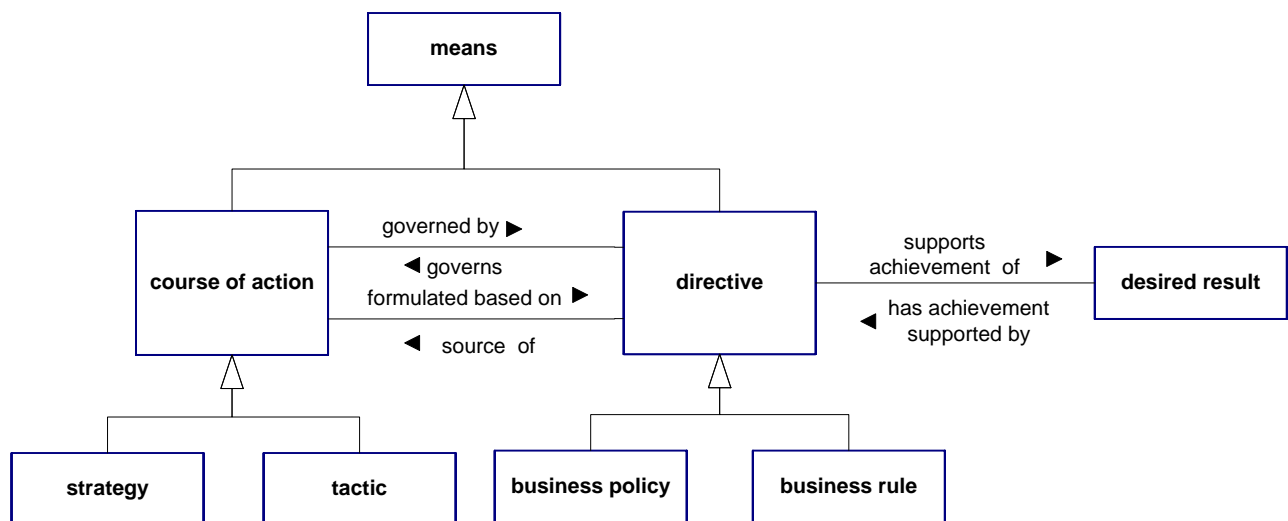 means
governed by
governs
course of action
formulated based on
source of
directive
supports
achievement of
has achievement
supported by
desired result
strategy
tactic
business policy
business rule